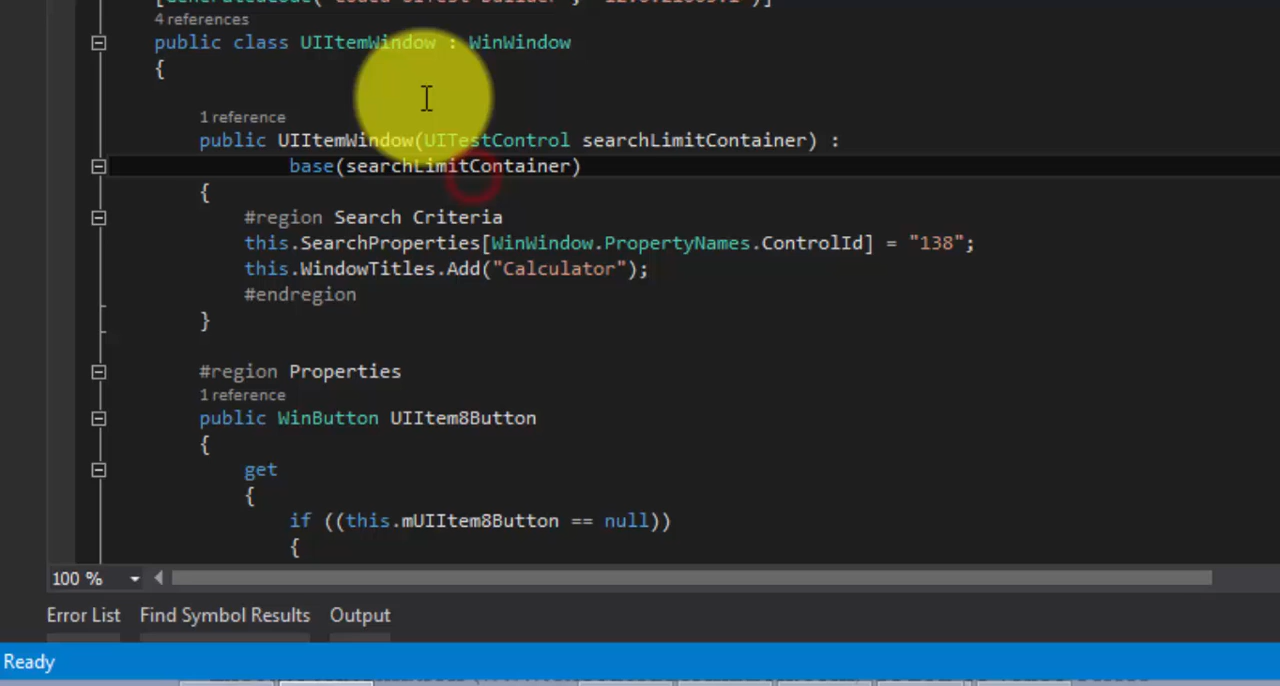 4 references
public class UIItemWindow : WinWindow
{
1 reference
public UIItemWindow(UITestControl searchLimitContainer) :
base(searchLimitContainer)
{
#region Search Criteria
this.SearchProperties[WinWindow.PropertyNames.ControlId] = "138";
this.WindowTitles.Add("Calculator");
#endregion
}
#region Properties
1 reference
public WinButton UIItem8Button
{
get
{
if ((this.mUIItem8Button == null))
{
100 %
Error List Find Symbol Results Output
Ready